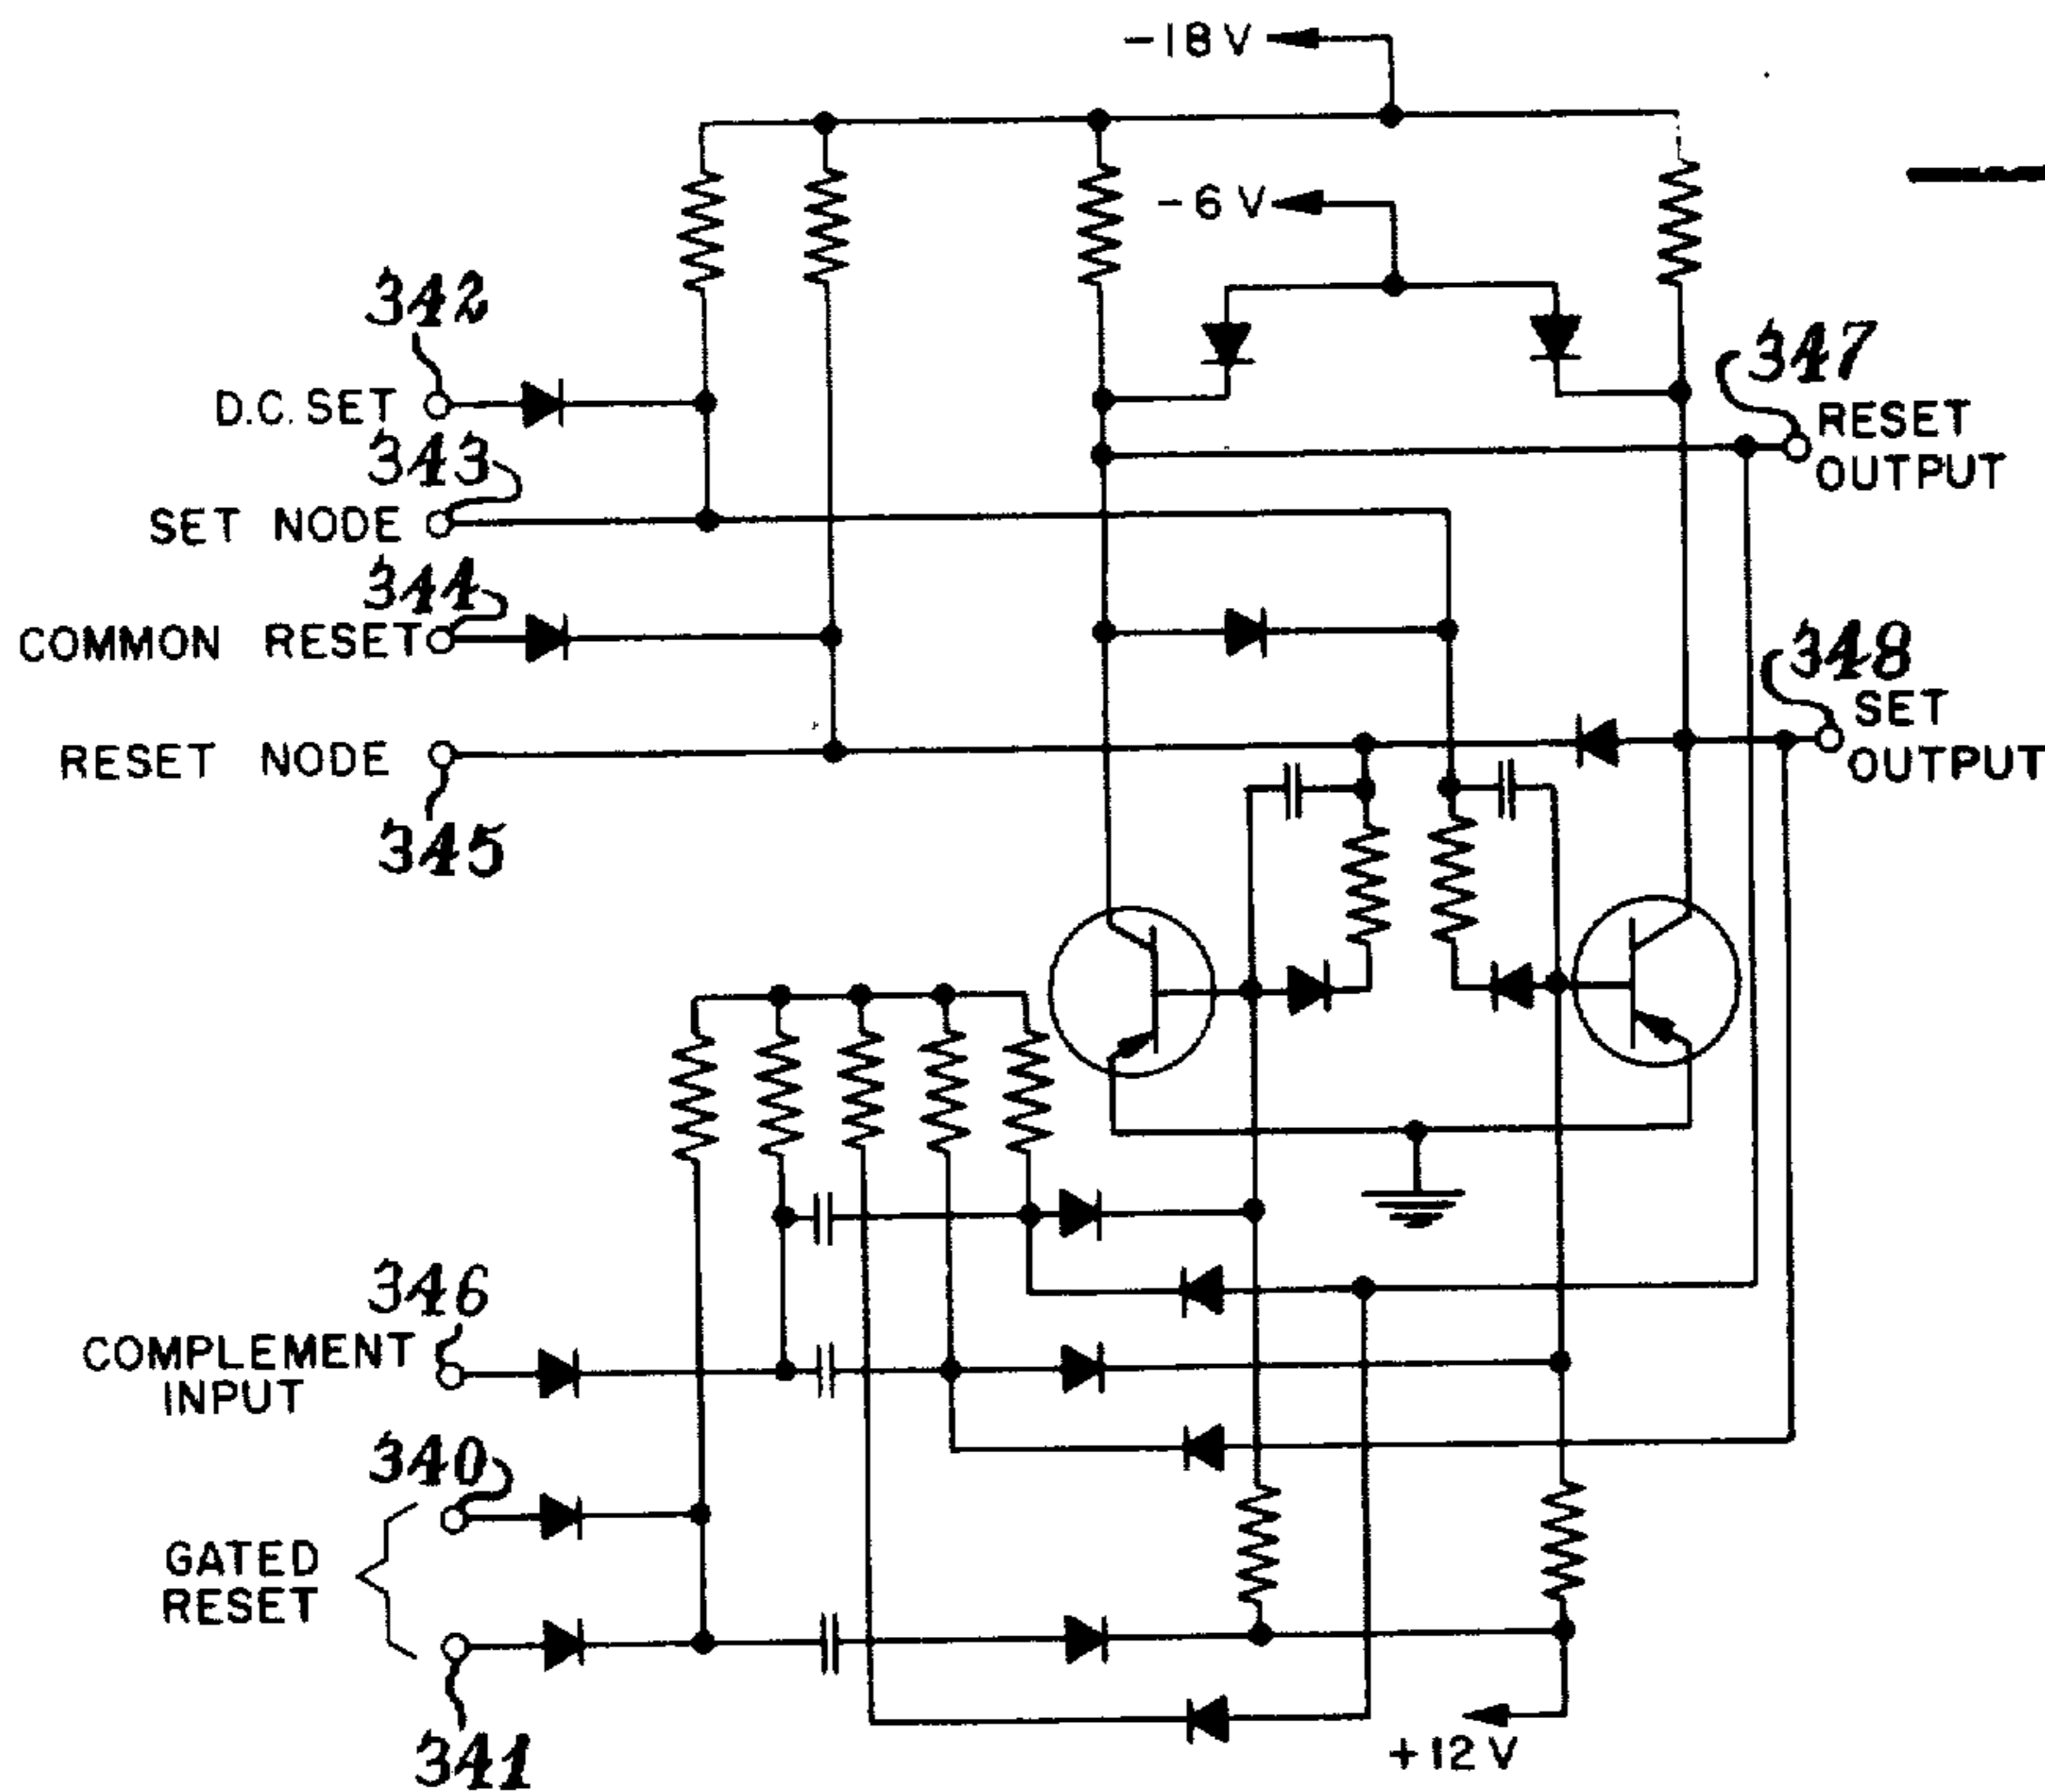 -18V
-6V
342
D.C. SET
343
SET NODE
344
COMMON RESET
RESET NODE
345
347
RESET
OUTPUT
348
SET
OUTPUT
346
COMPLEMENT
INPUT
340
GATED
RESET
341
+12V